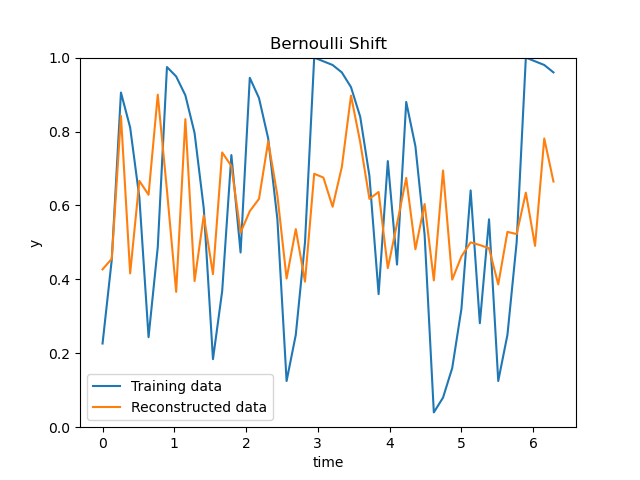 Bernoulli Shift
y
1.0
0.8
0.6
0.4
0.2
0.0
Training data
Reconstructed data
0 1 2 3 4 5 6
time